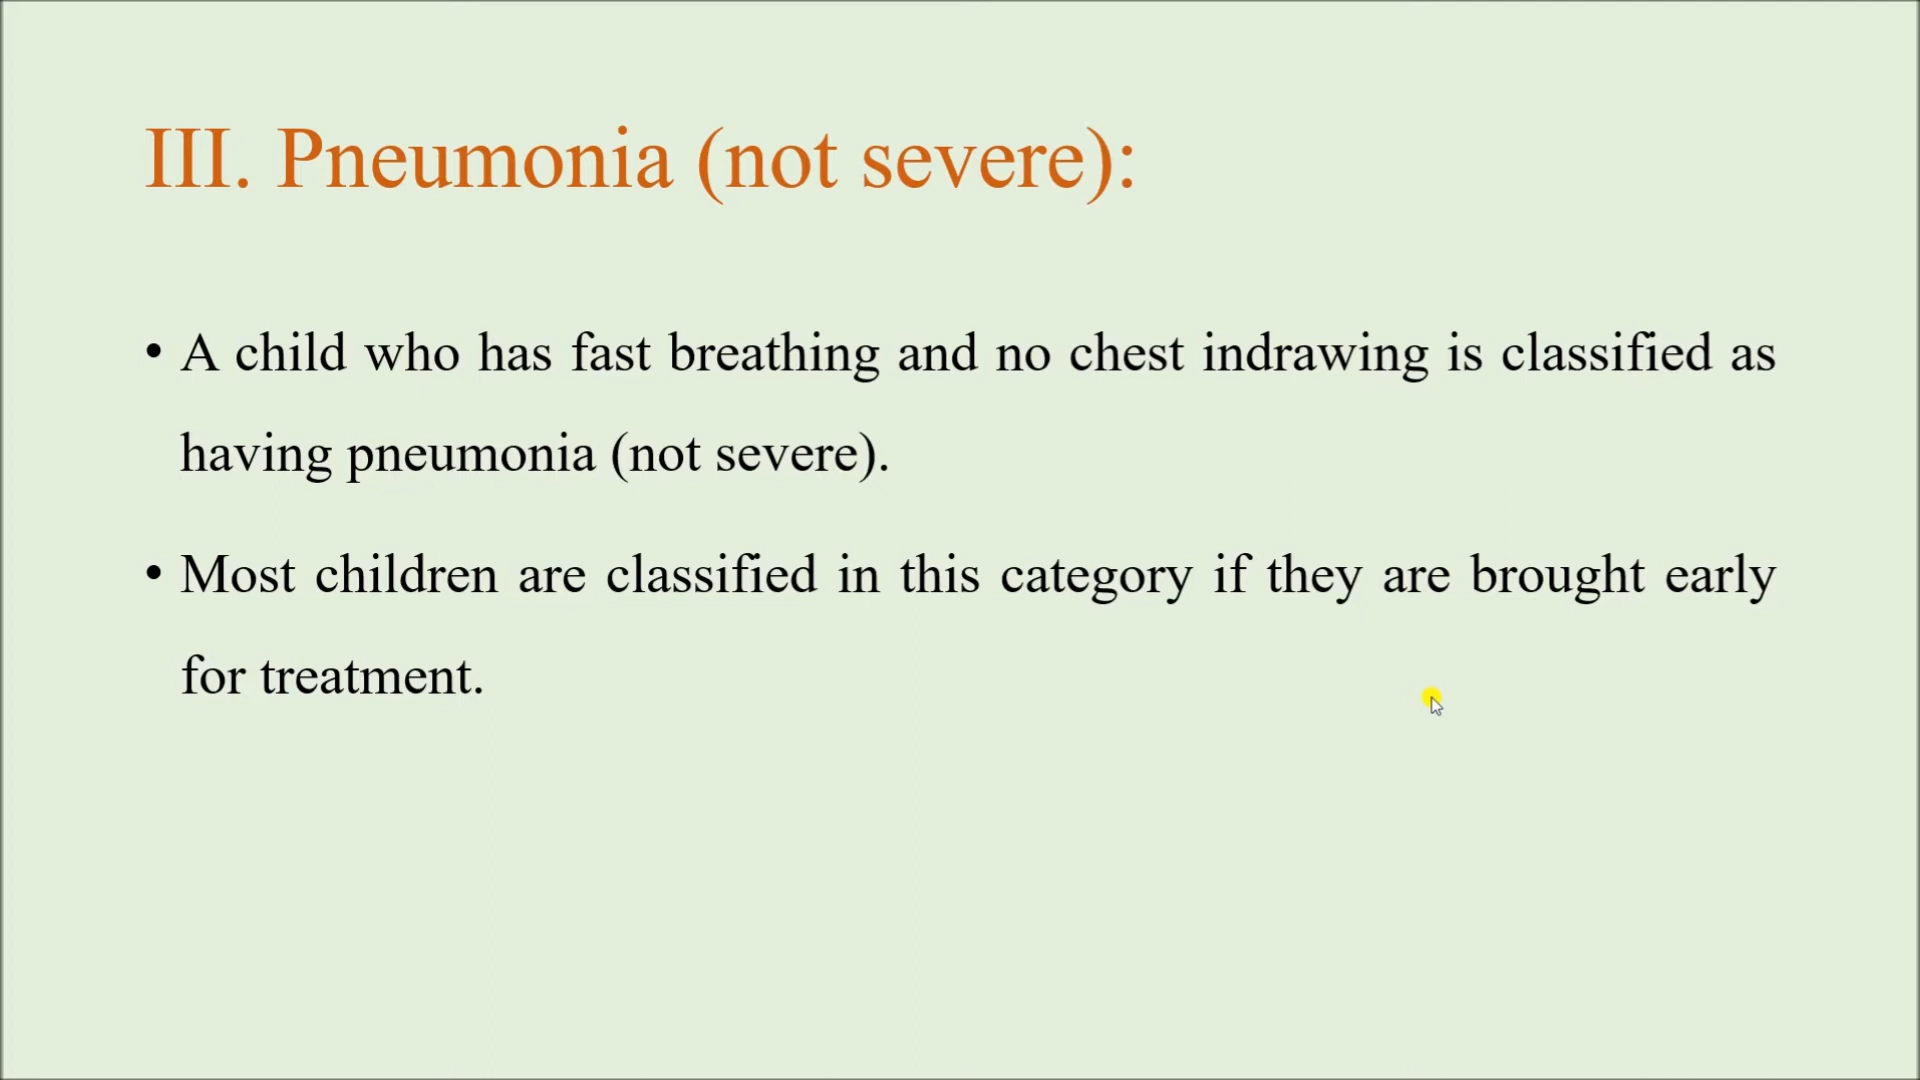 III. Pneumonia (not severe):
• A child who has fast breathing and no chest indrawing is classified as
having pneumonia (not severe).
• Most children are classified in this category if they are brought early
for treatment.